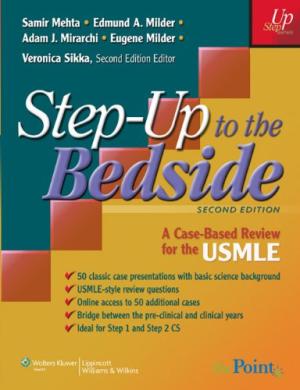 Samir Mehta • Edmund A. Milder •
Adam J. Mirarchi • Eugene Milder •
Veronica Sikka, Second Edition Editor
Step Up
Step-Up to the
Bedside
SECOND EDITION
A Case-Based Review
for the USMLE
✔ 50 classic case presentations with basic science background
✔ USMLE-style review questions
✔ Online access to 50 additional cases
✔ Bridge between the pre-clinical and clinical years
✔ Ideal for Step 1 and Step 2 CS
Wolters Kluwer | Lippincott
Health Williams & Wilkins
thePoint